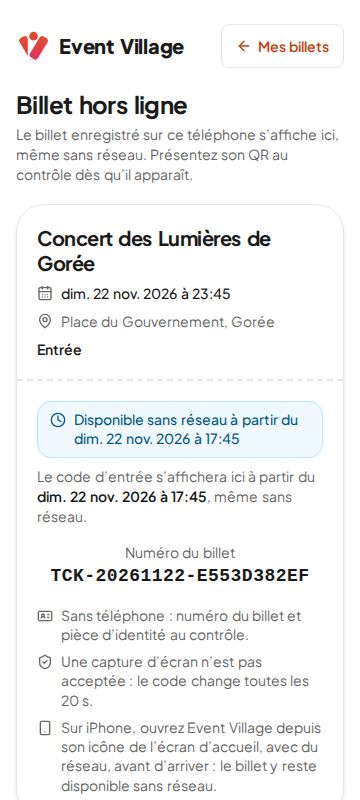 Event Village
Mes billets
Billet hors ligne
Le billet enregistré sur ce téléphone s'affiche ici,
même sans réseau. Présentez son QR au
contrôle dès qu'il apparaît.
Concert des Lumières de
Gorée
dim. 22 nov. 2026 à 23:45
Place du Gouvernement, Gorée
Entrée
Disponible sans réseau à partir du
dim. 22 nov. 2026 à 17:45
Le code d'entrée s'affichera ici à partir du
dim. 22 nov. 2026 à 17:45, même sans
réseau.
Numéro du billet
TCK-20261122-E553D382EF
Sans téléphone : numéro du billet et
pièce d'identité au contrôle.
Une capture d'écran n'est pas
acceptée : le code change toutes les
20 s.
Sur iPhone, ouvrez Event Village depuis
son icône de l'écran d'accueil, avec du
réseau, avant d'arriver : le billet y reste
disponible sans réseau.